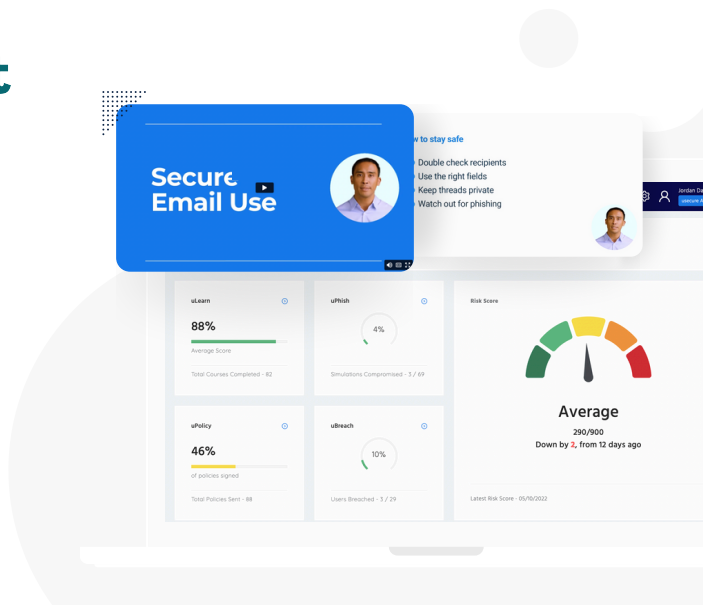 Secure
Email Use
w to stay safe
Double check recipients
Use the right fields
Keep threads private
Watch out for phishing
Jordan Da
usecure A
uLearn
88%
Average Score
Total Courses Completed - 82
uPhish
4%
Simulations Compromised - 3 / 69
Risk Score
Average
290/900
Down by 2, from 12 days ago
Latest Risk Score - 05/10/2022
uPolicy
46%
of policies signed
Total Policies Sent - 88
uBreach
10%
Users Breached - 3 / 29